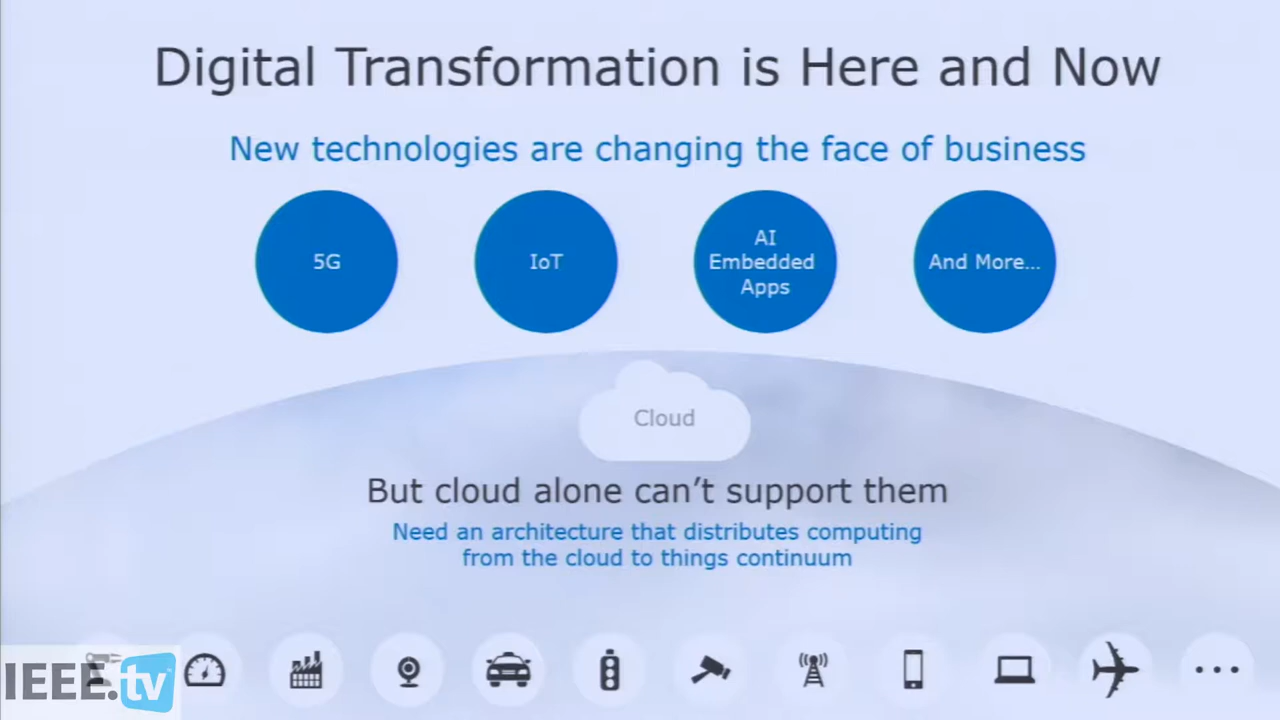 Digital Transformation is Here and Now
New technologies are changing the face of business
5G
IoT
AI
Embedded
Apps
And More...
Cloud
But cloud alone can't support them
Need an architecture that distributes computing
from the cloud to things continuum
IEEE.tv